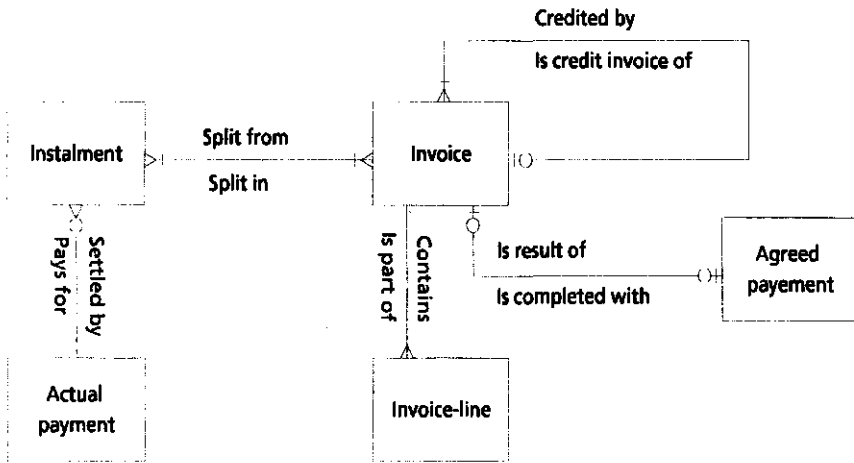 Credited by
Is credit invoice of
Instalment
Split from
Split in
Invoice
Settled by
Pays for
Contains
Is part of
Is result of
Is completed with
Agreed
payement
Actual
payment
Invoice-line